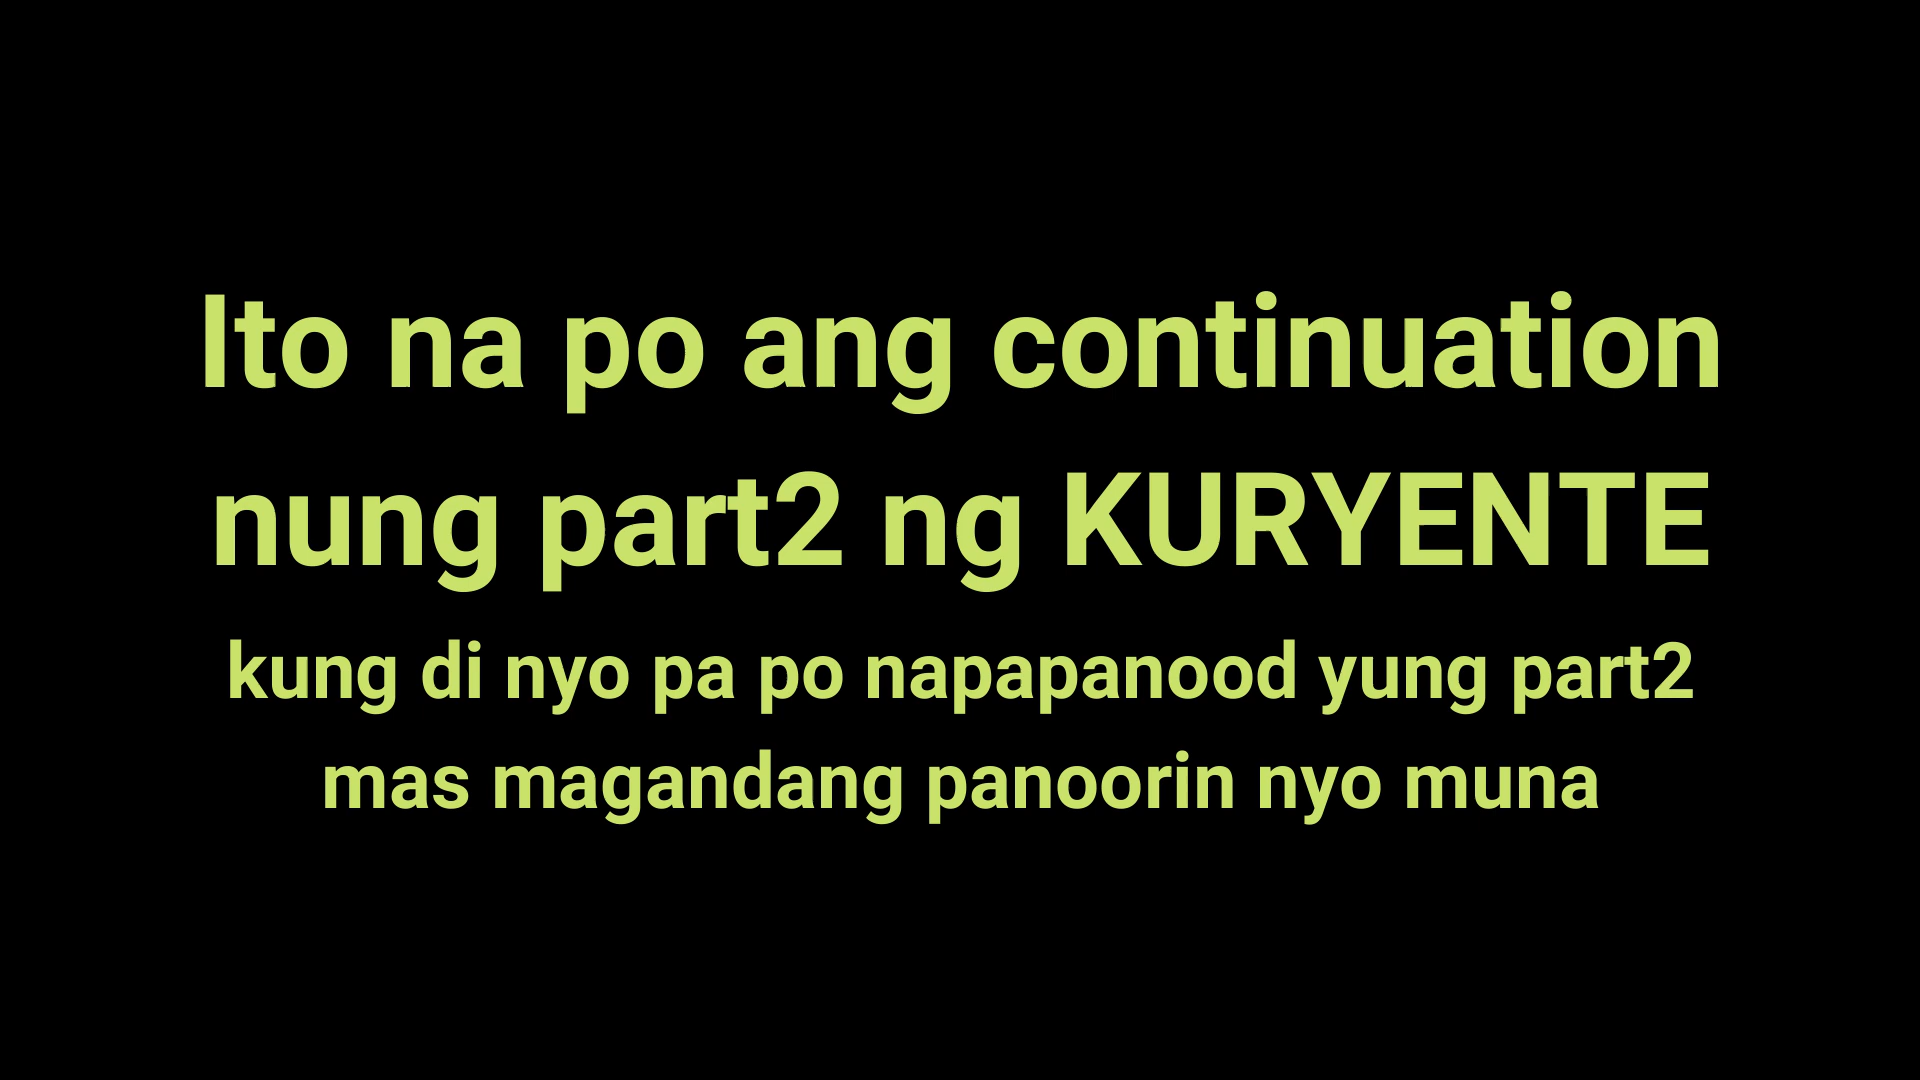 Ito na po ang continuation
nung part2 ng KURYENTE
kung di nyo pa po napapanood yung part2
mas magandang panoorin nyo muna